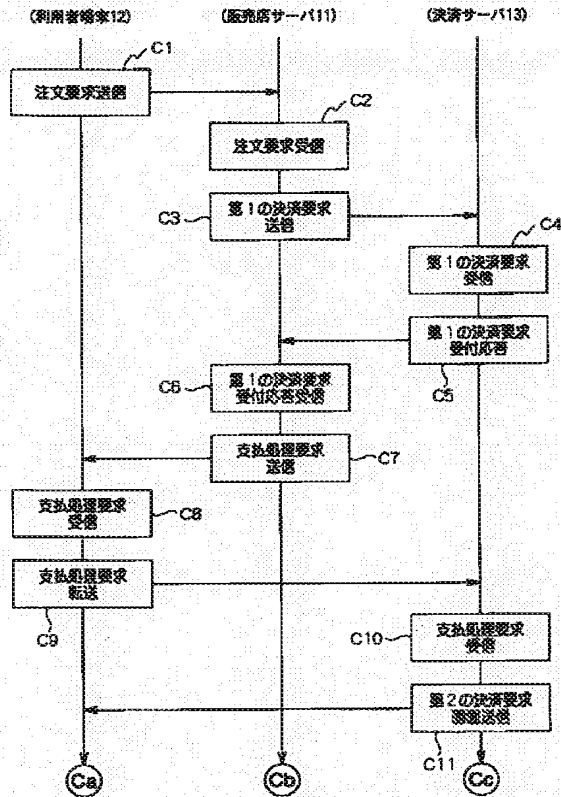 (利用者端末12)
(販売店サーバ11)
(決済サーバ13)
C1
注文要求送信
C2
注文要求受信
C3
第1の決済要求
送信
C4
第1の決済要求
受信
第1の決済要求
受付応答
C5
C6
第1の決済要求
受付応答受信
支払処理要求
送信
C7
支払処理要求
受信
C8
支払処理要求
転送
C9
C10
支払処理要求
受信
第2の決済要求
画面送信
C11
Ca
Cb
Cc